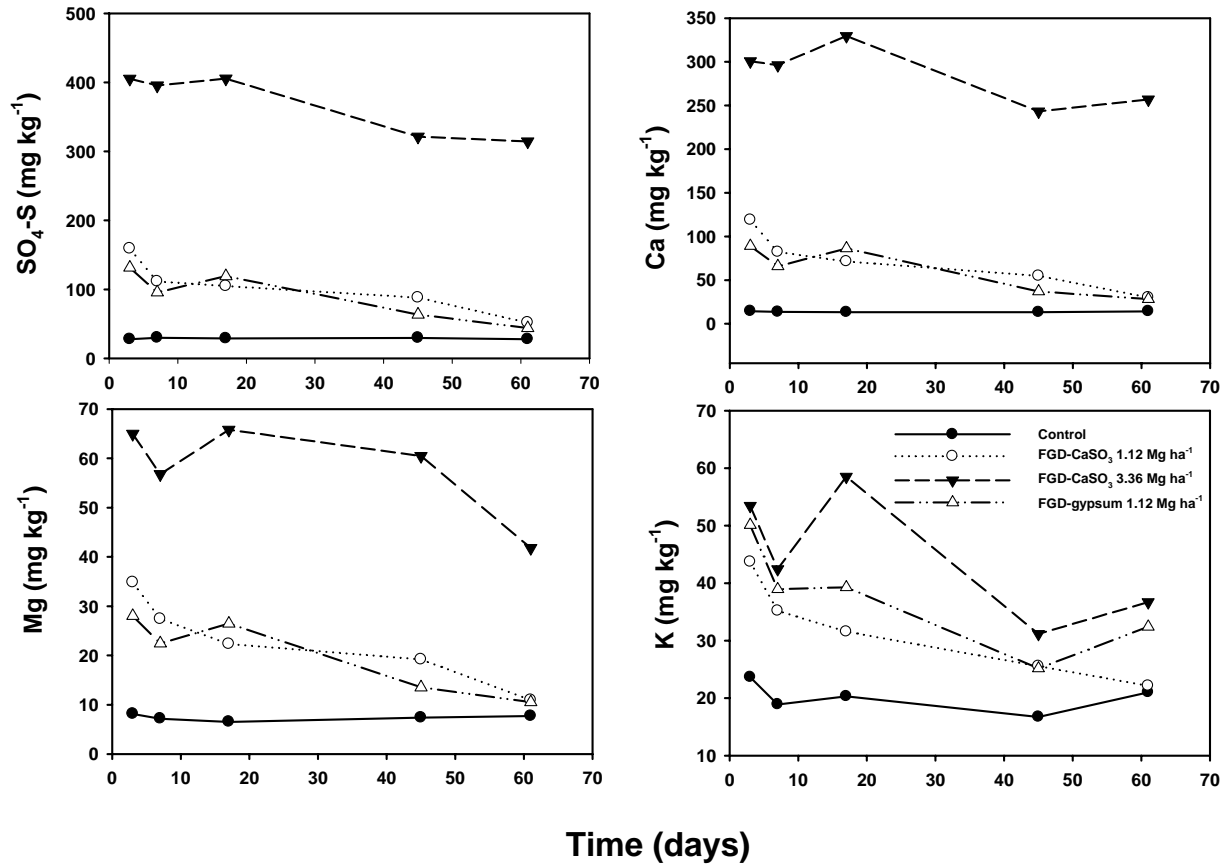 500
400
300
200
100
0
SO₄-S (mg kg⁻¹)
0 10 20 30 40 50 60 70
350
300
250
200
150
100
50
0
Ca (mg kg⁻¹)
0 10 20 30 40 50 60 70
70
60
50
40
30
20
10
0
Mg (mg kg⁻¹)
0 10 20 30 40 50 60 70
70
60
50
40
30
20
10
K (mg kg⁻¹)
Control
FGD-CaSO₃ 1.12 Mg ha⁻¹
FGD-CaSO₃ 3.36 Mg ha⁻¹
FGD-gypsum 1.12 Mg ha⁻¹
0 10 20 30 40 50 60 70
Time (days)